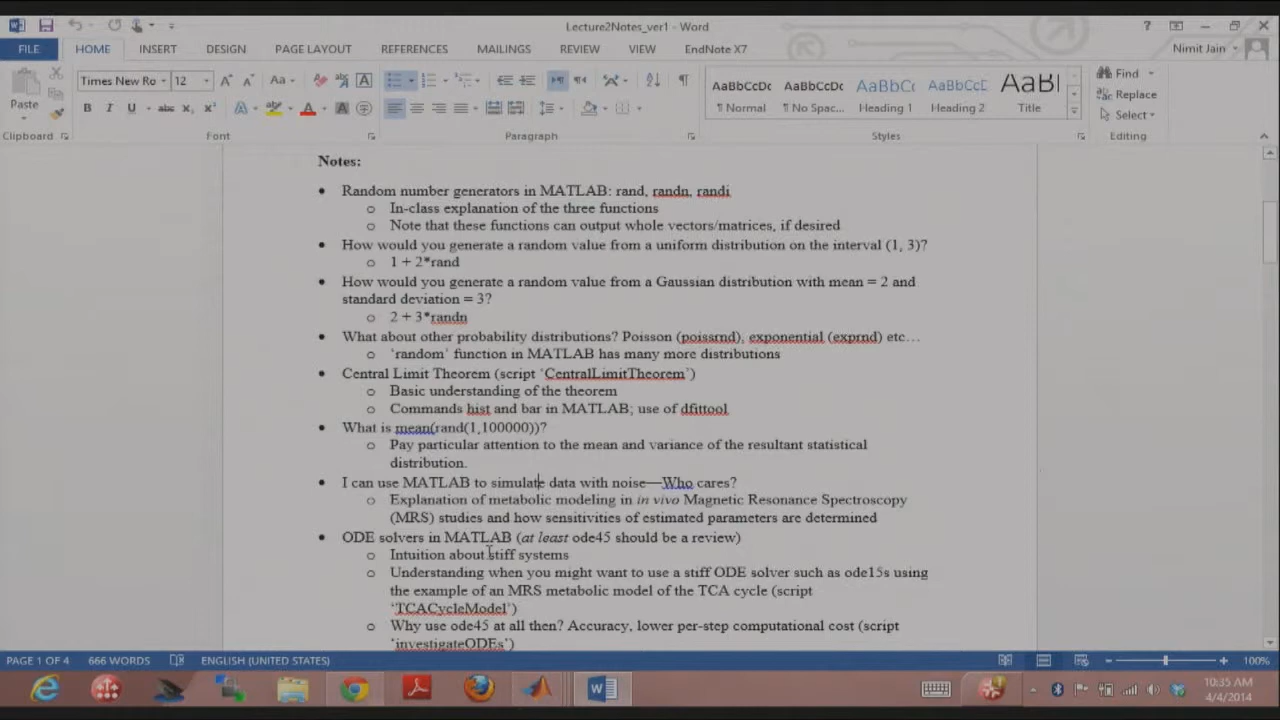 Lecture2Notes_ver1 - Word
FILE HOME INSERT DESIGN PAGE LAYOUT REFERENCES MAILINGS REVIEW VIEW EndNote X7 Nimit Jain
Paste Times New Ro 12 Aa
AaBbCcDc AaBbCcDc AaBbCc AaBbCcD AaBl
¶ Normal ¶ No Spac... Heading 1 Heading 2 Title
Find
Replace
Select
Clipboard Font Paragraph Styles Editing
Notes:
• Random number generators in MATLAB: rand, randn, randi
o In-class explanation of the three functions
o Note that these functions can output whole vectors/matrices, if desired
• How would you generate a random value from a uniform distribution on the interval (1, 3)?
o 1 + 2*rand
• How would you generate a random value from a Gaussian distribution with mean = 2 and
standard deviation = 3?
o 2 + 3*randn
• What about other probability distributions? Poisson (poissrnd), exponential (exprnd) etc…
o ‘random’ function in MATLAB has many more distributions
• Central Limit Theorem (script ‘CentralLimitTheorem’)
o Basic understanding of the theorem
o Commands hist and bar in MATLAB; use of dfittool
• What is mean(rand(1,100000))?
o Pay particular attention to the mean and variance of the resultant statistical
distribution.
• I can use MATLAB to simulate data with noise—Who cares?
o Explanation of metabolic modeling in in vivo Magnetic Resonance Spectroscopy
(MRS) studies and how sensitivities of estimated parameters are determined
• ODE solvers in MATLAB (at least ode45 should be a review)
o Intuition about stiff systems
o Understanding when you might want to use a stiff ODE solver such as ode15s using
the example of an MRS metabolic model of the TCA cycle (script
‘TCACycleModel’)
o Why use ode45 at all then? Accuracy, lower per-step computational cost (script
‘investigateODEs’)
PAGE 1 OF 4 666 WORDS ENGLISH (UNITED STATES) 100%
10:35 AM
4/4/2014